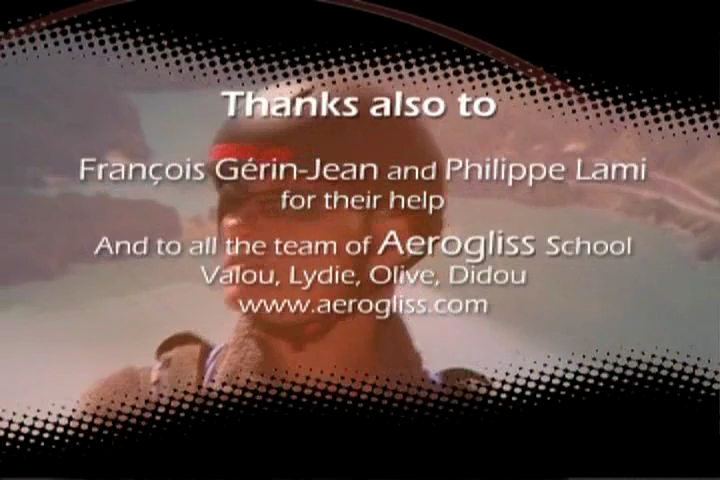 Thanks also to
François Gérin-Jean and Philippe Lami
for their help
And to all the team of Aerogliss School
Valou, Lydie, Olive, Didou
www.aerogliss.com